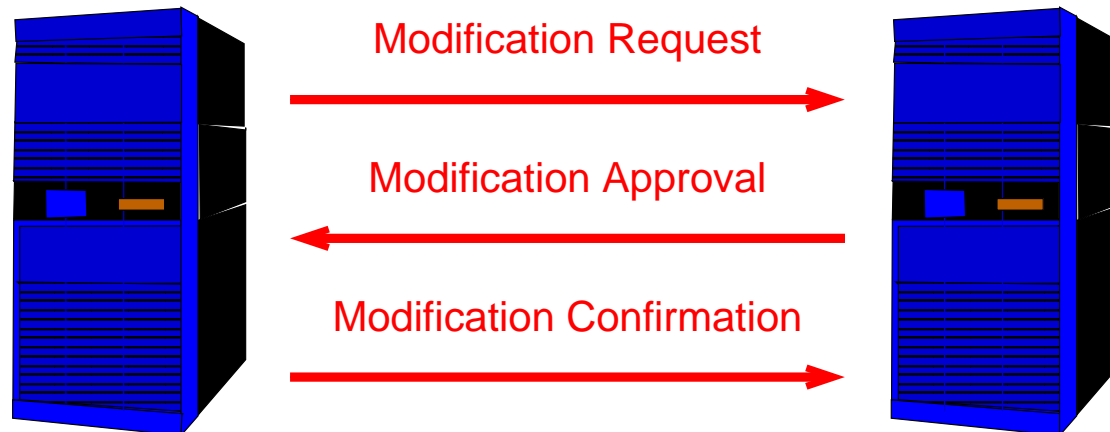 Modification Request
Modification Approval
Modification Confirmation